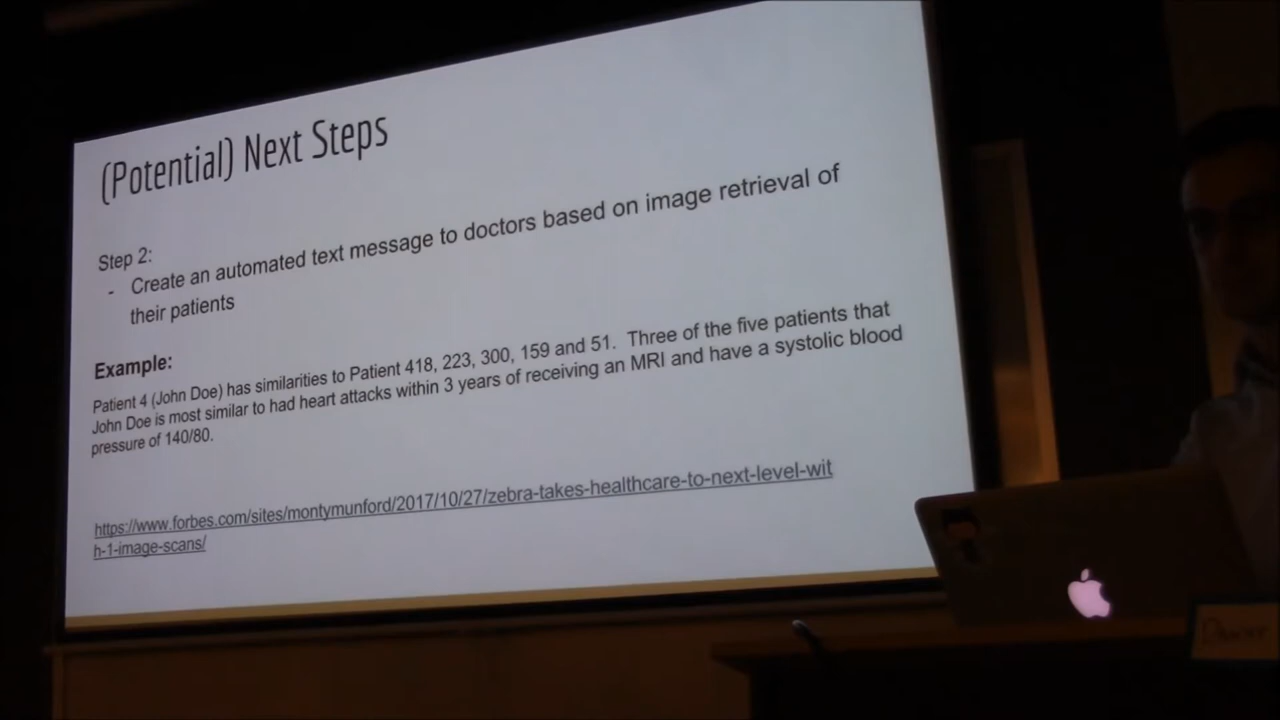 (Potential) Next Steps
Step 2:
- Create an automated text message to doctors based on image retrieval of
their patients
Example:
Patient 4 (John Doe) has similarities to Patient 418, 223, 300, 159 and 51. Three of the five patients that
John Doe is most similar to had heart attacks within 3 years of receiving an MRI and have a systolic blood
pressure of 140/80.
https://www.forbes.com/sites/montymunford/2017/10/27/zebra-takes-healthcare-to-next-level-wit
h-1-image-scans/